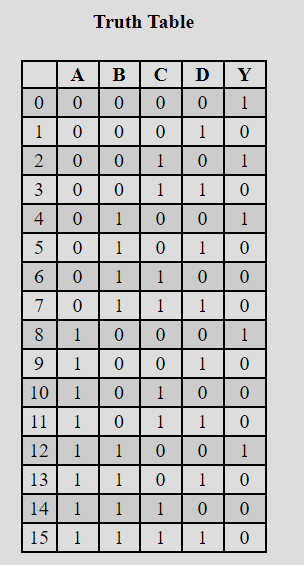 Truth Table
A B C D Y
0 0 0 0 0 1
1 0 0 0 1 0
2 0 0 1 0 1
3 0 0 1 1 0
4 0 1 0 0 1
5 0 1 0 1 0
6 0 1 1 0 0
7 0 1 1 1 0
8 1 0 0 0 1
9 1 0 0 1 0
10 1 0 1 0 0
11 1 0 1 1 0
12 1 1 0 0 1
13 1 1 0 1 0
14 1 1 1 0 0
15 1 1 1 1 0